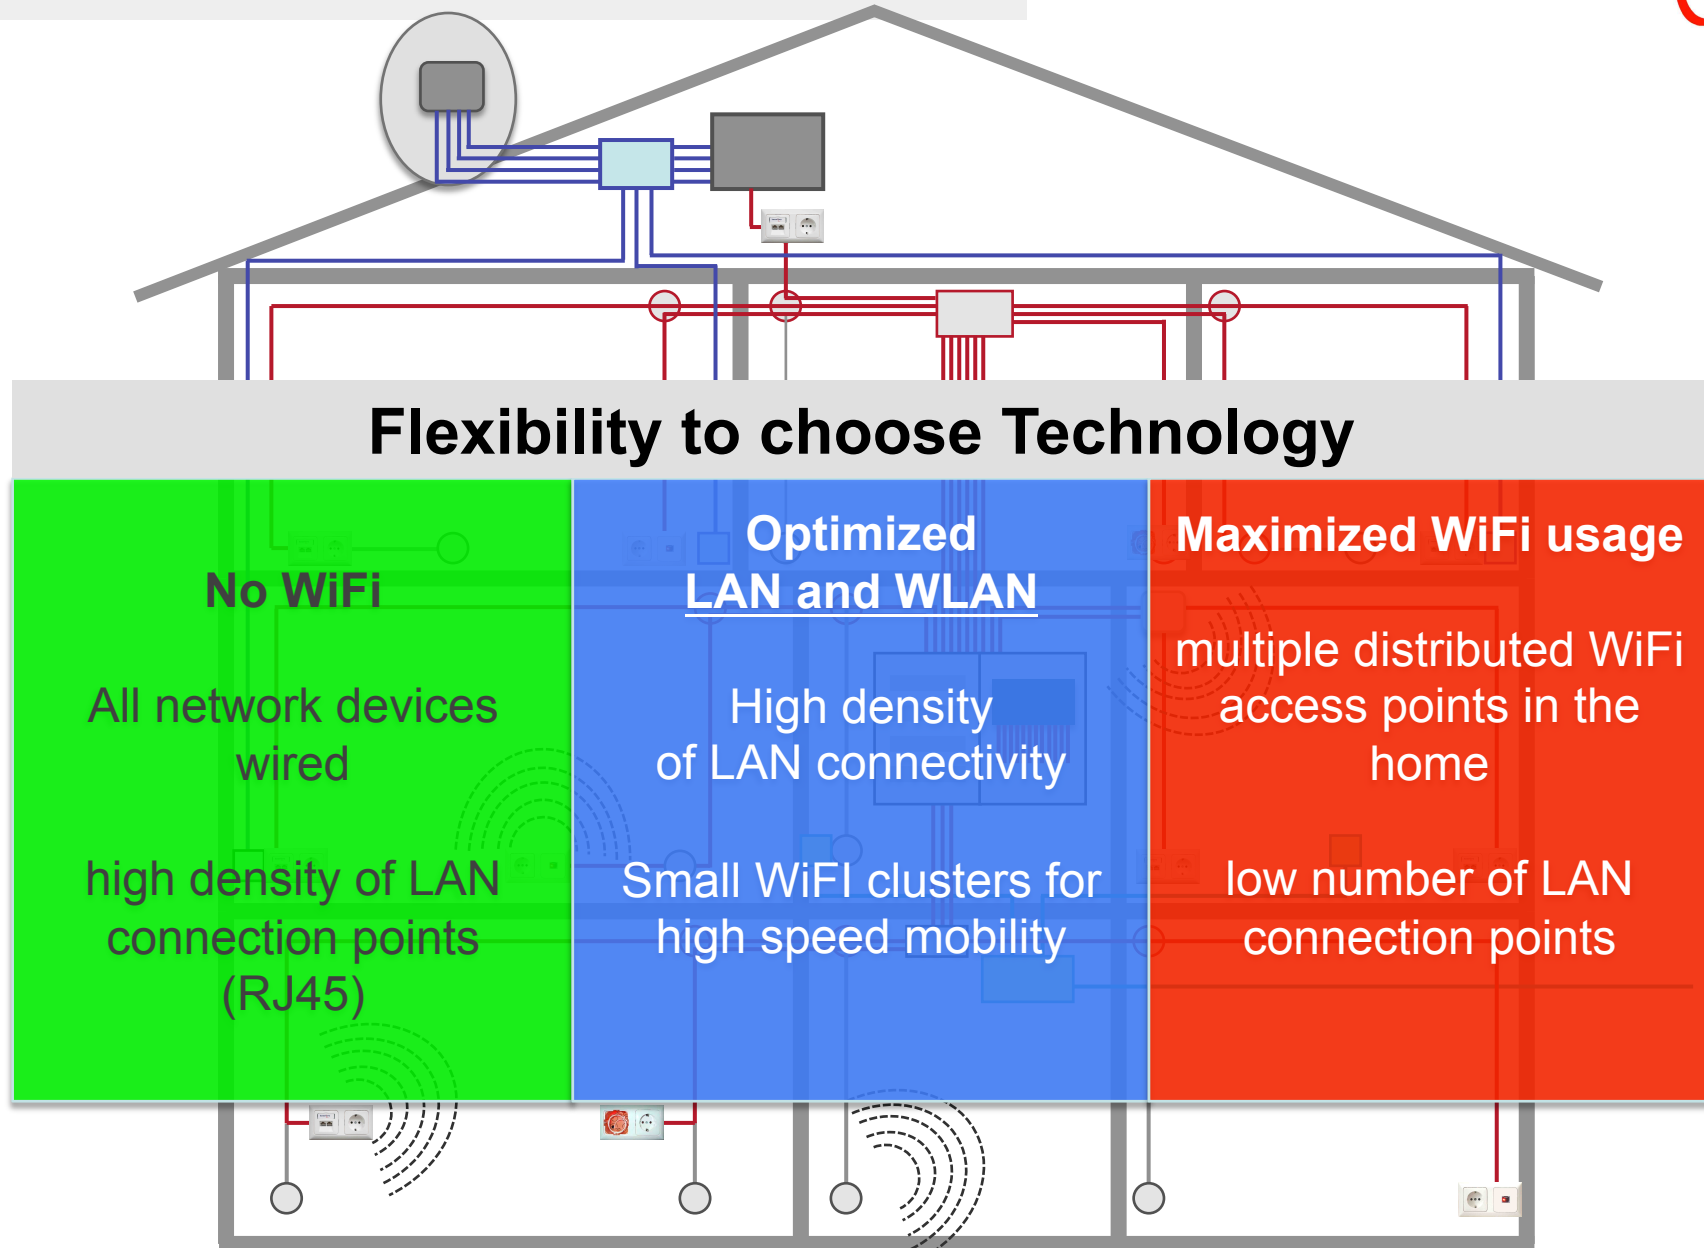 Flexibility to choose Technology
No WiFi
All network devices
wired
high density of LAN
connection points
(RJ45)
Optimized
LAN and WLAN
High density
of LAN connectivity
Small WiFI clusters for
high speed mobility
Maximized WiFi usage
multiple distributed WiFi
access points in the
home
low number of LAN
connection points